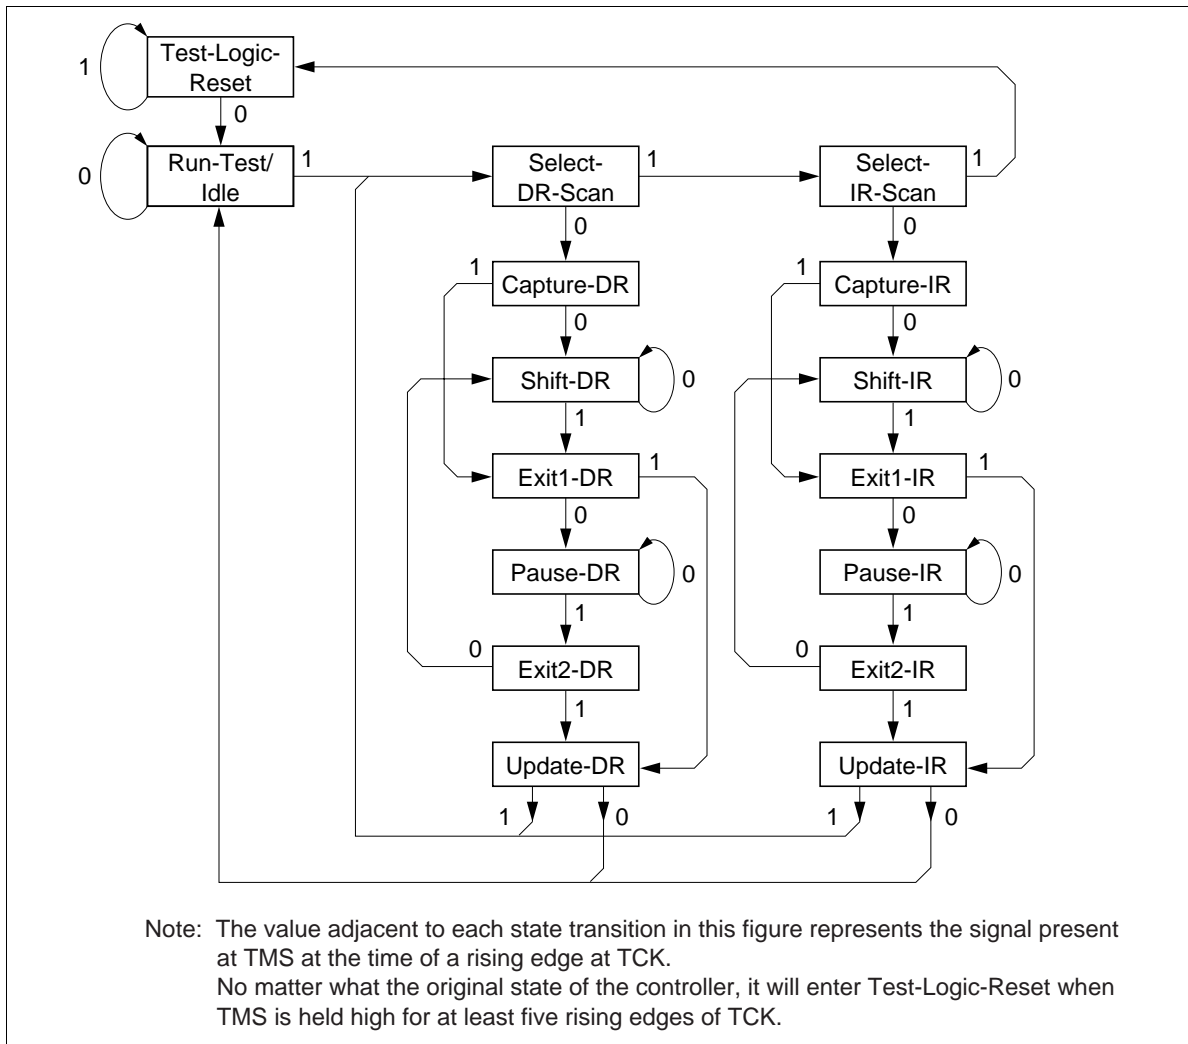 Test-Logic-
Reset
1
0
Run-Test/
Idle
0
1
Select-
DR-Scan
1
Select-
IR-Scan
1
0
0
1
Capture-DR
1
Capture-IR
0
0
Shift-DR
0
Shift-IR
0
1
1
Exit1-DR
1
Exit1-IR
1
0
0
Pause-DR
0
Pause-IR
0
1
1
0
Exit2-DR
0
Exit2-IR
1
1
Update-DR
Update-IR
1
0
1
0
Note: The value adjacent to each state transition in this figure represents the signal present
at TMS at the time of a rising edge at TCK.
No matter what the original state of the controller, it will enter Test-Logic-Reset when
TMS is held high for at least five rising edges of TCK.